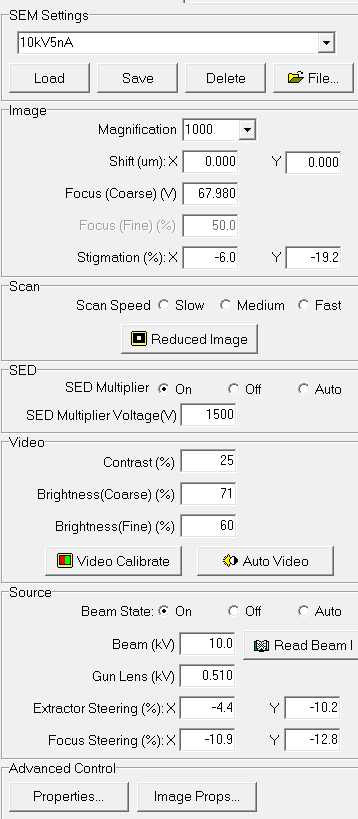 SEM Settings
10kV5nA
Load Save Delete File...
Image
Magnification 1000
Shift (um): X 0.000 Y 0.000
Focus (Coarse) (V) 67.980
Focus (Fine) (%) 50.0
Stigmation (%): X -6.0 Y -19.2
Scan
Scan Speed Slow Medium Fast
Reduced Image
SED
SED Multiplier On Off Auto
SED Multiplier Voltage(V) 1500
Video
Contrast (%) 25
Brightness(Coarse) (%) 71
Brightness(Fine) (%) 60
Video Calibrate Auto Video
Source
Beam State: On Off Auto
Beam (kV) 10.0 Read Beam I
Gun Lens (kV) 0.510
Extractor Steering (%): X -4.4 Y -10.2
Focus Steering (%): X -10.9 Y -12.8
Advanced Control
Properties... Image Props...